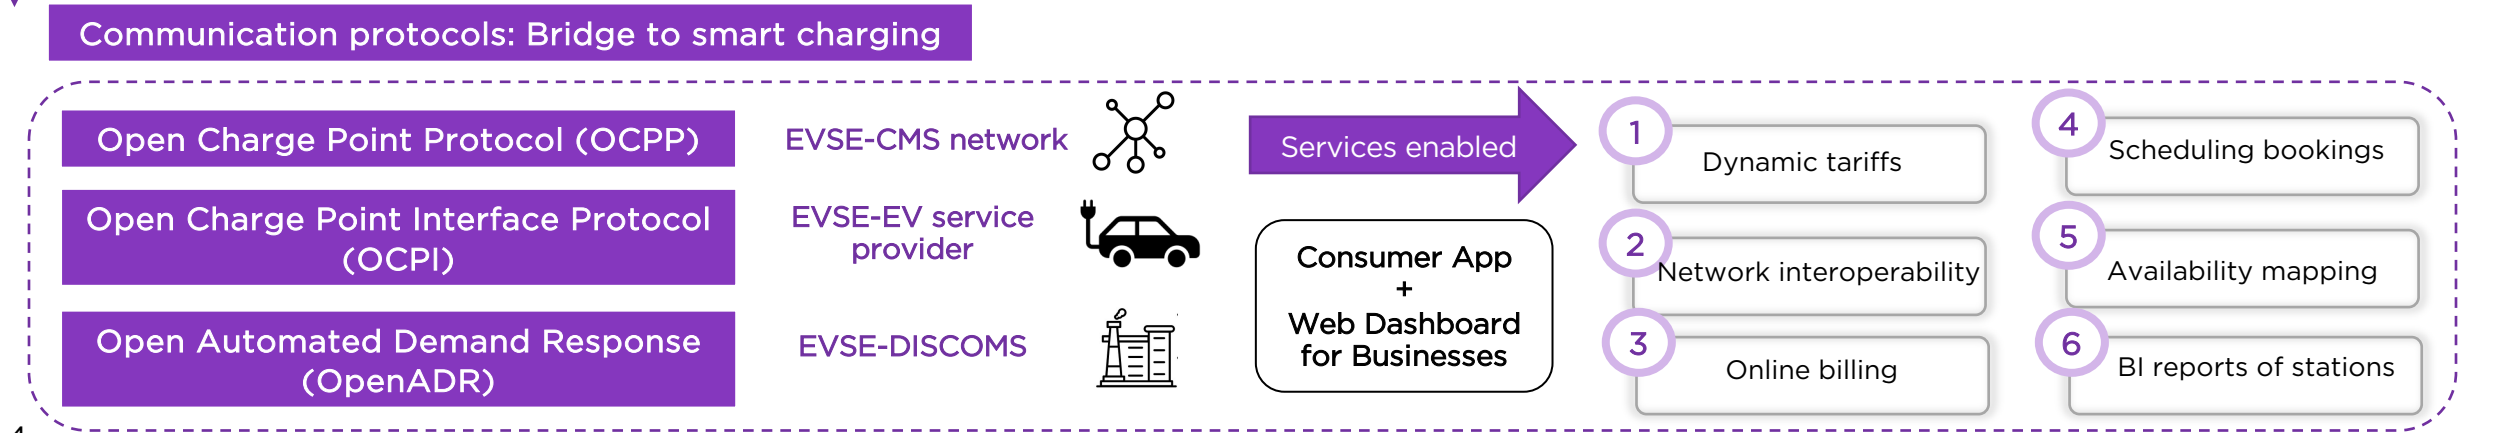 Communication protocols: Bridge to smart charging
Open Charge Point Protocol (OCPP)
EVSE-CMS network
Open Charge Point Interface Protocol
(OCPI)
EVSE-EV service
provider
Open Automated Demand Response
(OpenADR)
EVSE-DISCOMS
Services enabled
Consumer App
+
Web Dashboard
for Businesses
1
Dynamic tariffs
2
Network interoperability
3
Online billing
4
Scheduling bookings
5
Availability mapping
6
BI reports of stations